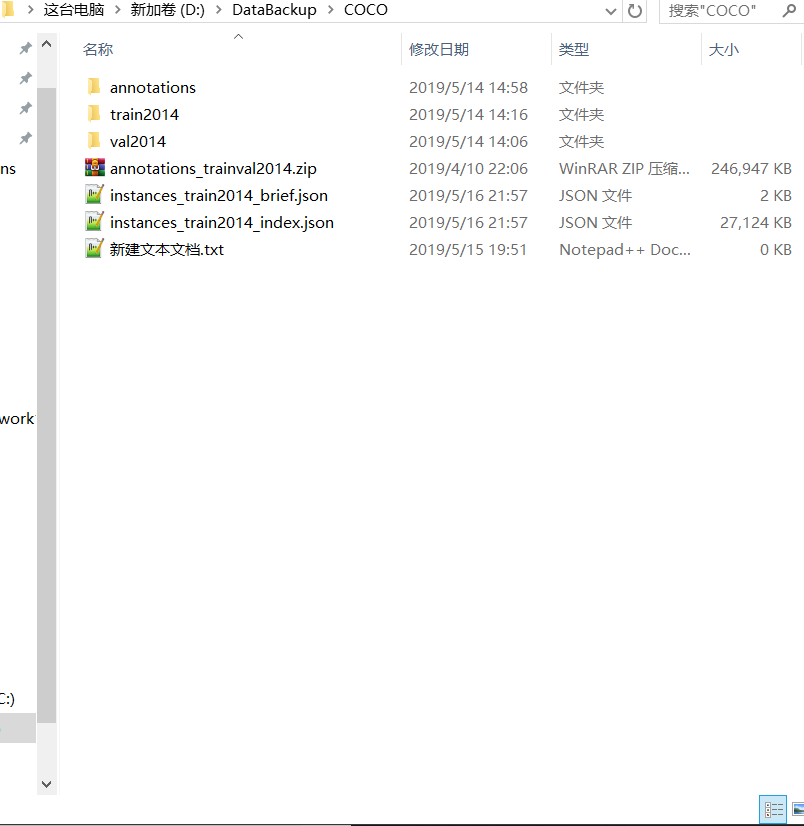 这台电脑 新加卷 (D:) DataBackup COCO 搜索"COCO"
名称 修改日期 类型 大小
annotations 2019/5/14 14:58 文件夹
train2014 2019/5/14 14:16 文件夹
val2014 2019/5/14 14:06 文件夹
ns annotations_trainval2014.zip 2019/4/10 22:06 WinRAR ZIP 压缩... 246,947 KB
instances_train2014_brief.json 2019/5/16 21:57 JSON 文件 2 KB
instances_train2014_index.json 2019/5/16 21:57 JSON 文件 27,124 KB
新建文本文档.txt 2019/5/15 19:51 Notepad++ Doc... 0 KB
work
C:)